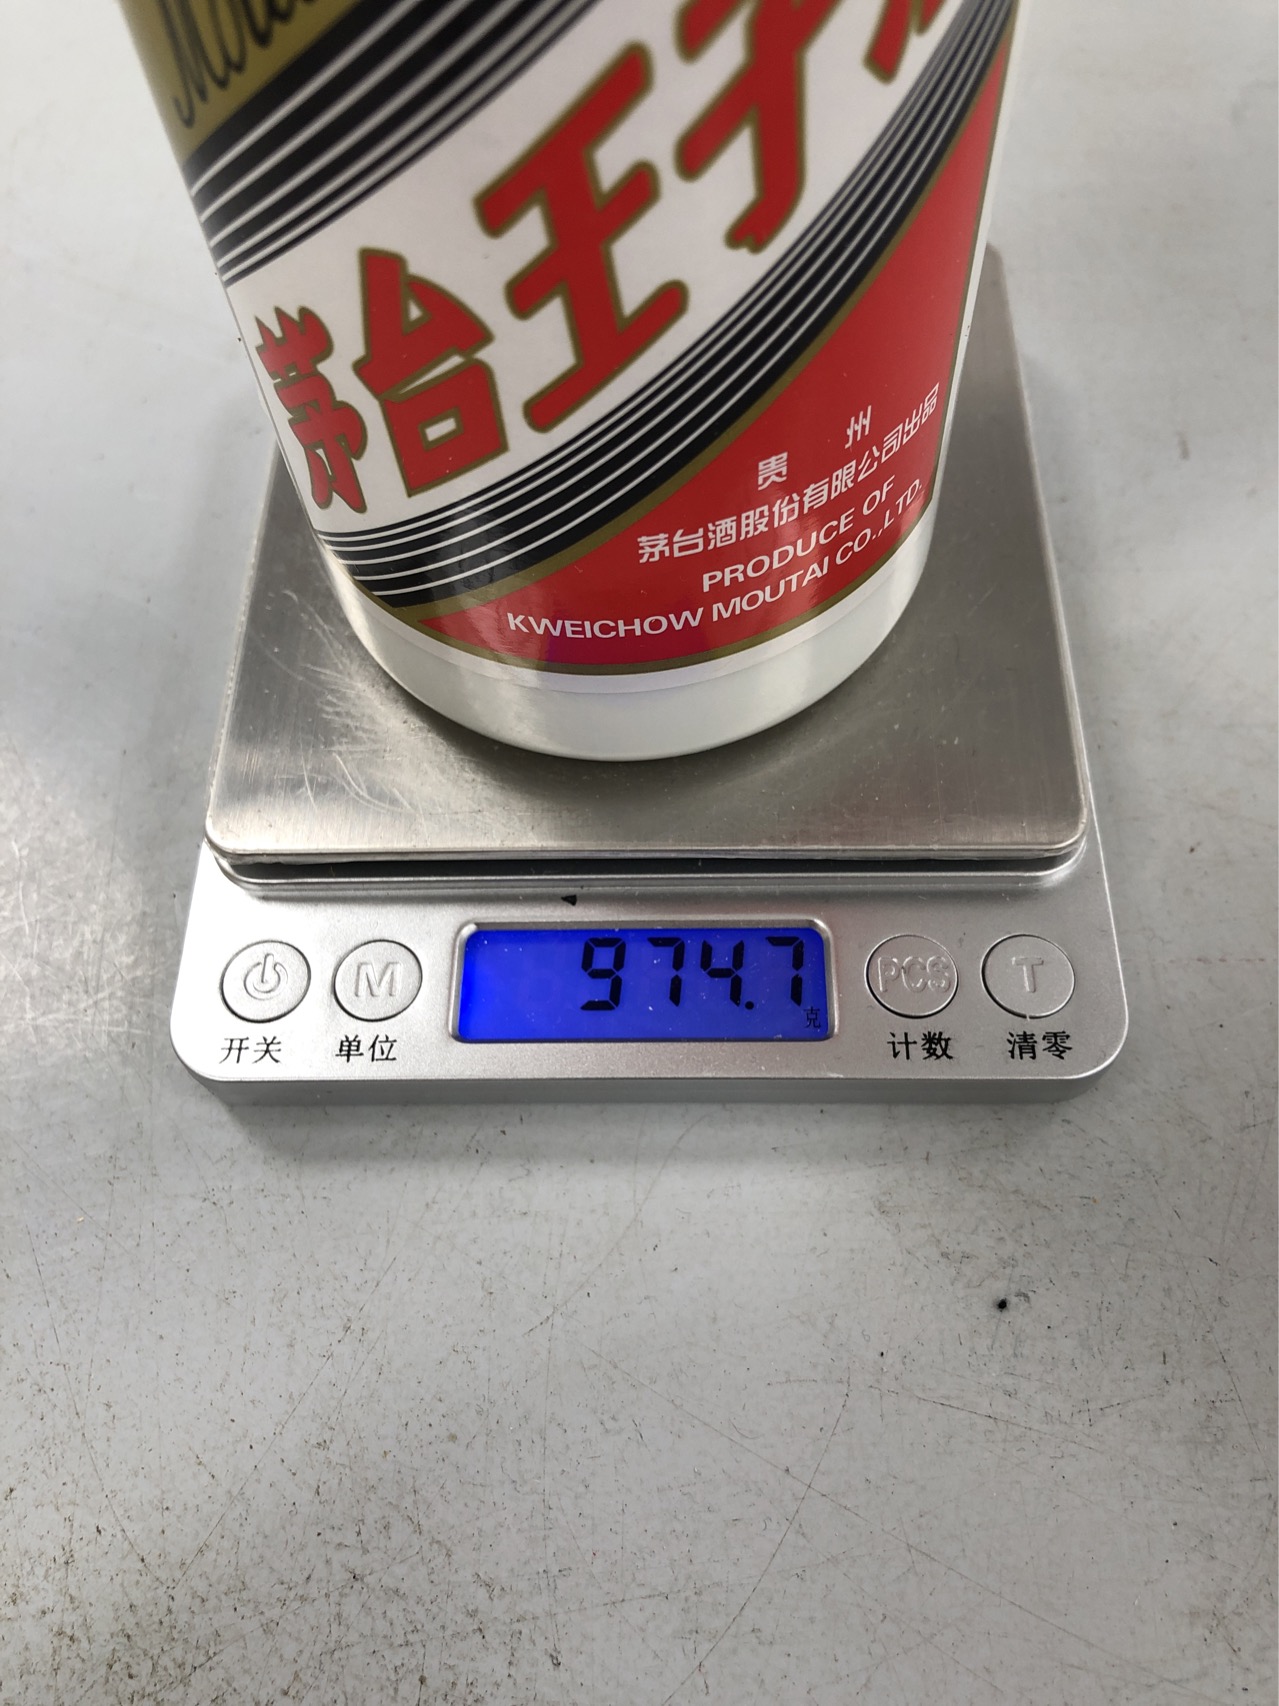 茅台王子
贵州
茅台酒股份有限公司出品
PRODUCE OF
KWEICHOW MOUTAI CO.,LTD.
974.7
克
M
PCS
T
开关
单位
计数
清零